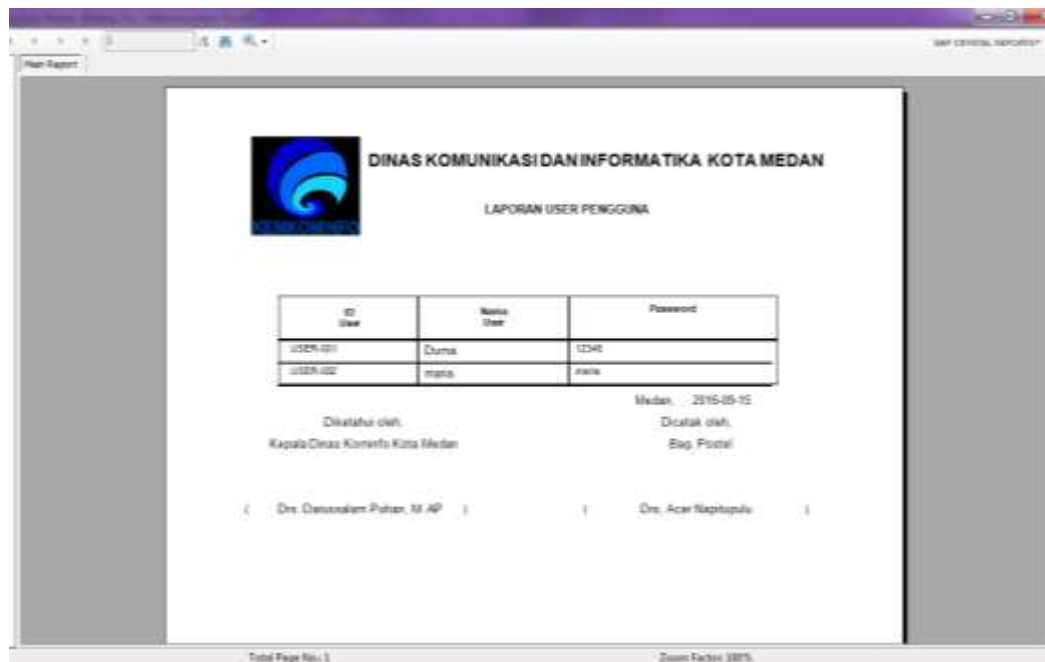 SAP CRYSTAL REPORTS
Main Report
DINAS KOMUNIKASI DAN INFORMATIKA KOTA MEDAN
LAPORAN USER PENGGUNA
KEMKOMINFO
ID User
Nama User
Password
USER-001 Duma
USER-002 maria maria
Medan, 2016-09-15
Diketahui oleh, Dicetak oleh,
Kepala Dinas Kominfo Kota Medan Bag. Postel
( Drs. Darussalam Pohan, M. AP ) ( Drs. Acer Napitupulu )
Total Page No.: 1 Zoom Factor: 100%